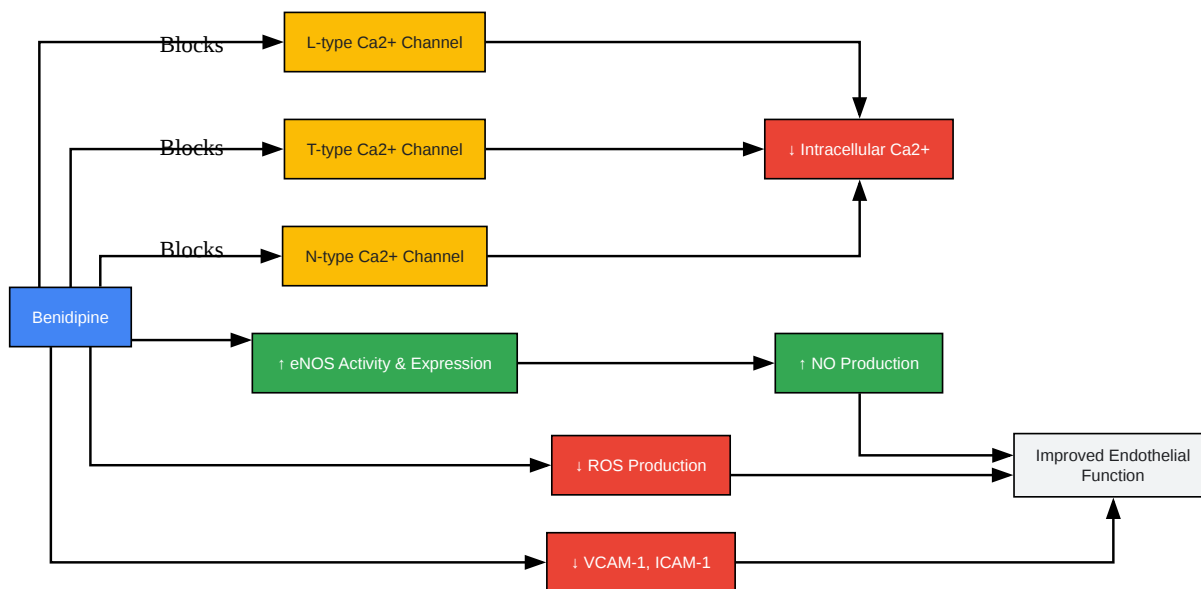 Blocks
L-type Ca2+ Channel
Blocks
T-type Ca2+ Channel
↓ Intracellular Ca2+
Blocks
N-type Ca2+ Channel
Benidipine
↑ eNOS Activity & Expression
↑ NO Production
↓ ROS Production
Improved Endothelial
Function
↓ VCAM-1, ICAM-1